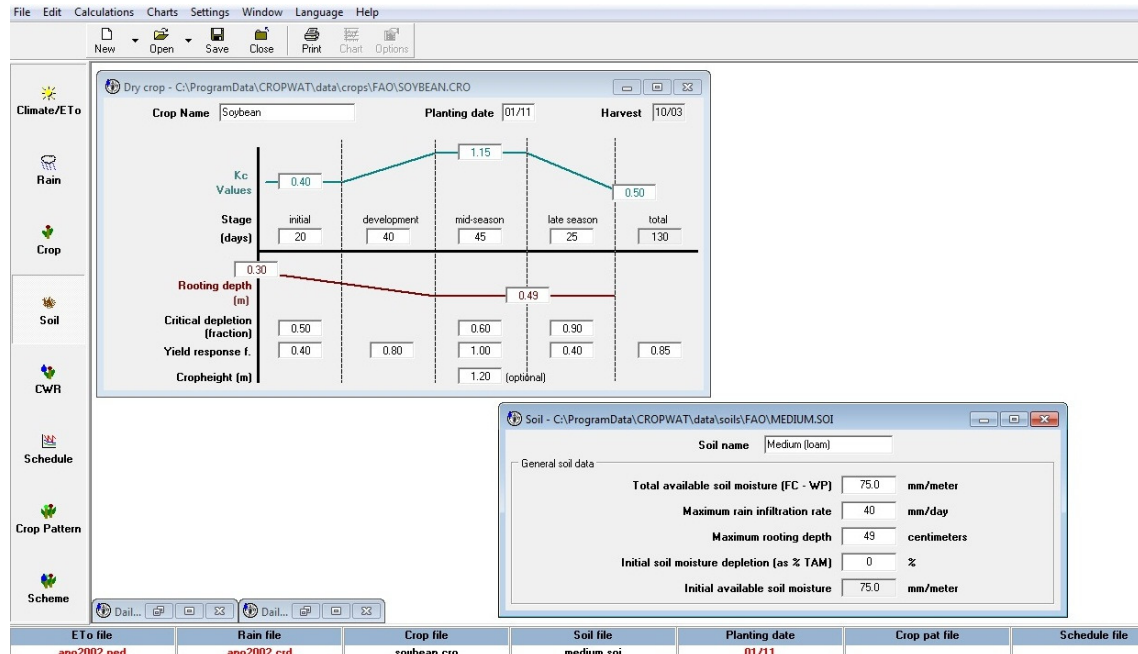 File Edit Calculations Charts Settings Window Language Help
New Open Save Close Print Chart Options
Climate/ETo
Rain
Crop
Soil
CWR
Schedule
Crop Pattern
Scheme
Dry crop - C:\ProgramData\CROPWAT\data\crops\FAO\SOYBEAN.CRO
Crop Name Soybean Planting date 01/11 Harvest 10/03
1.15
Kc
Values
0.40
0.50
Stage initial development mid-season late season total
(days) 20 40 45 25 130
0.30
Rooting depth
(m)
0.49
Critical depletion
(fraction) 0.50 0.60 0.90
Yield response f. 0.40 0.80 1.00 0.40 0.85
Cropheight (m) 1.20 (optional)
Soil - C:\ProgramData\CROPWAT\data\soils\FAO\MEDIUM.SOI
Soil name Medium (loam)
General soil data
Total available soil moisture (FC - WP) 75.0 mm/meter
Maximum rain infiltration rate 40 mm/day
Maximum rooting depth 49 centimeters
Initial soil moisture depletion (as % TAM) 0 %
Initial available soil moisture 75.0 mm/meter
Dail... Dail...
ETo file Rain file Crop file Soil file Planting date Crop pat file Schedule file
ano2002.ped ano2002.crd soybean.cro medium.soi 01/11